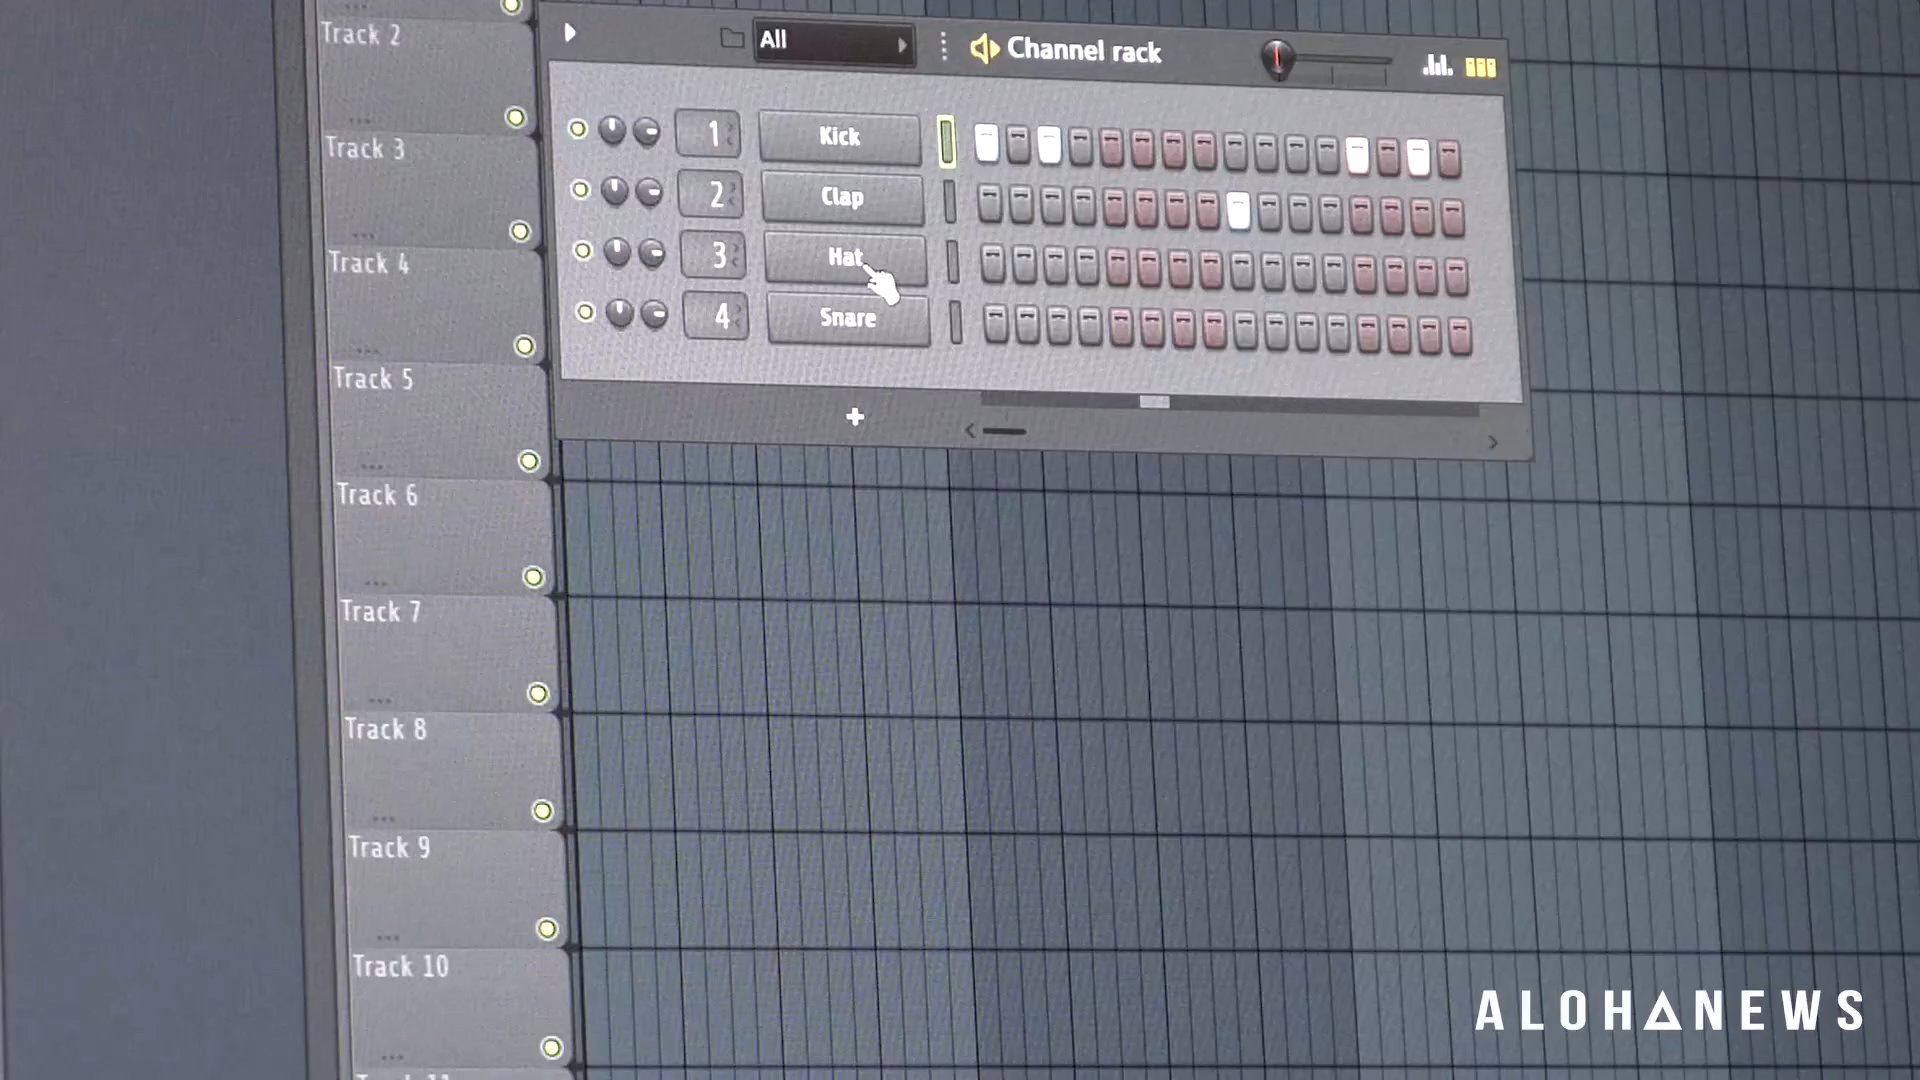 All
Channel rack
1 Kick
2 Clap
3 Hat
4 Snare
Track 2
Track 3
Track 4
Track 5
Track 6
Track 7
Track 8
Track 9
Track 10
ALOHANEWS